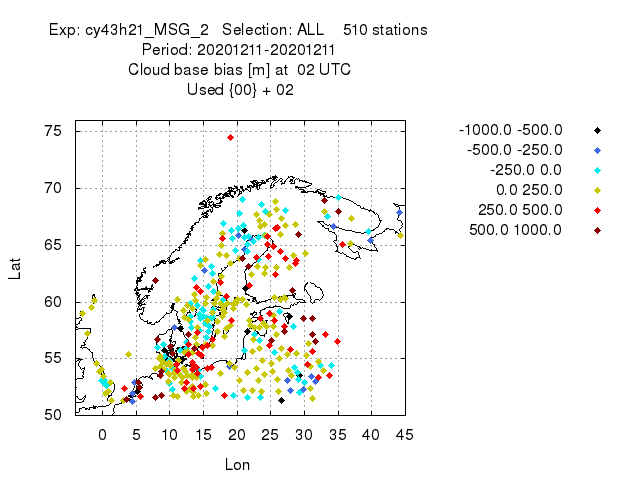 Exp: cy43h21_MSG_2   Selection: ALL    510 stations
Period: 20201211-20201211
Cloud base bias [m] at  02 UTC
Used {00} + 02
-1000.0 -500.0
-500.0 -250.0
-250.0 0.0
0.0 250.0
250.0 500.0
500.0 1000.0
75
70
65
60
55
50
Lat
0 5 10 15 20 25 30 35 40 45
Lon